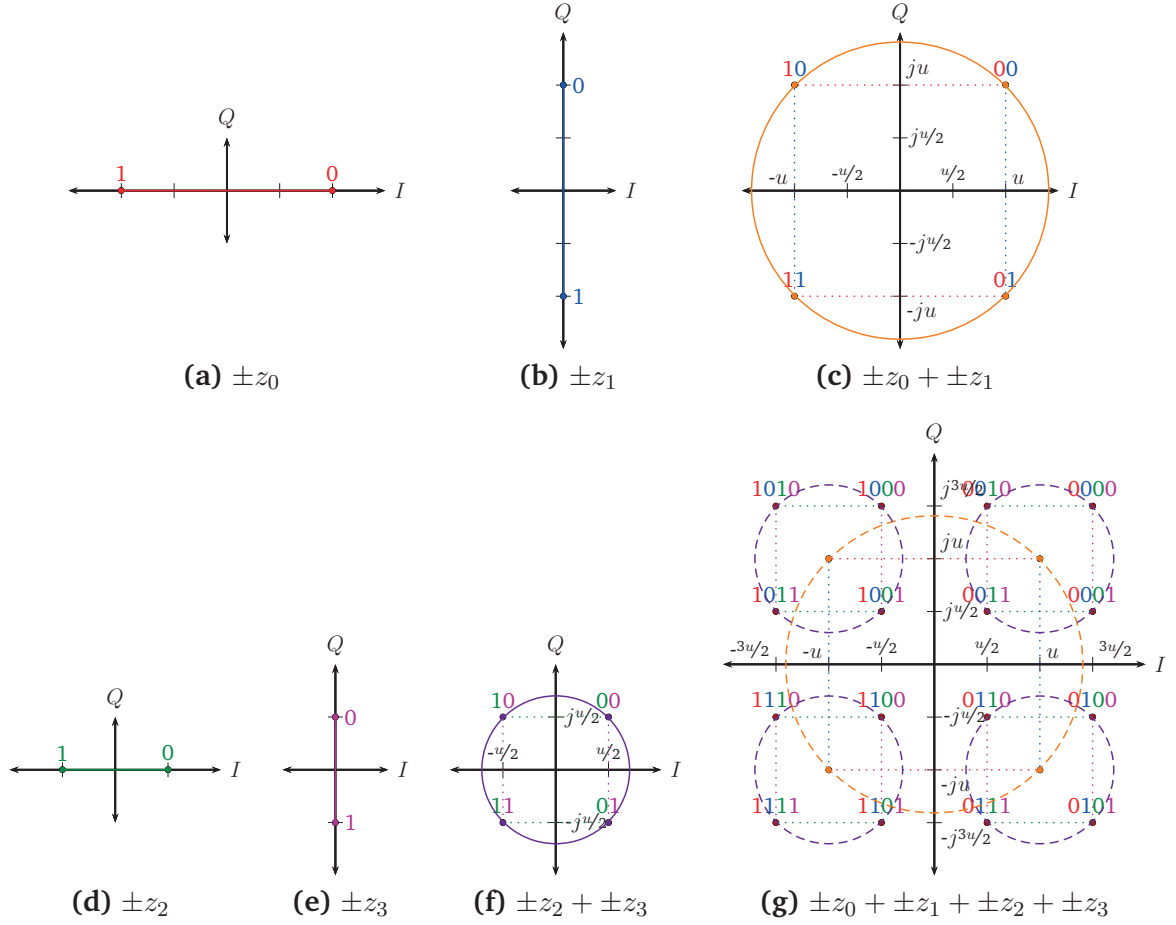 Q
I
1 0
(a) ±z₀
Q
I
0
1
(b) ±z₁
Q
I
10 00
11 01
ju
ju/2
-u -u/2 u/2 u
-ju/2
-ju
(c) ±z₀ + ±z₁
Q
I
1 0
(d) ±z₂
Q
I
0
1
(e) ±z₃
Q
I
10 00
ju/2
-u/2 u/2
11 01
-ju/2
(f) ±z₂ + ±z₃
Q
I
1010 1000 j3u/2 0010 0000
ju
1011 1001 ju/2 0011 0001
-3u/2 -u -u/2 u/2 u 3u/2
1110 1100 -ju/2 0110 0100
-ju
1111 1101 0111 0101
-j3u/2
(g) ±z₀ + ±z₁ + ±z₂ + ±z₃